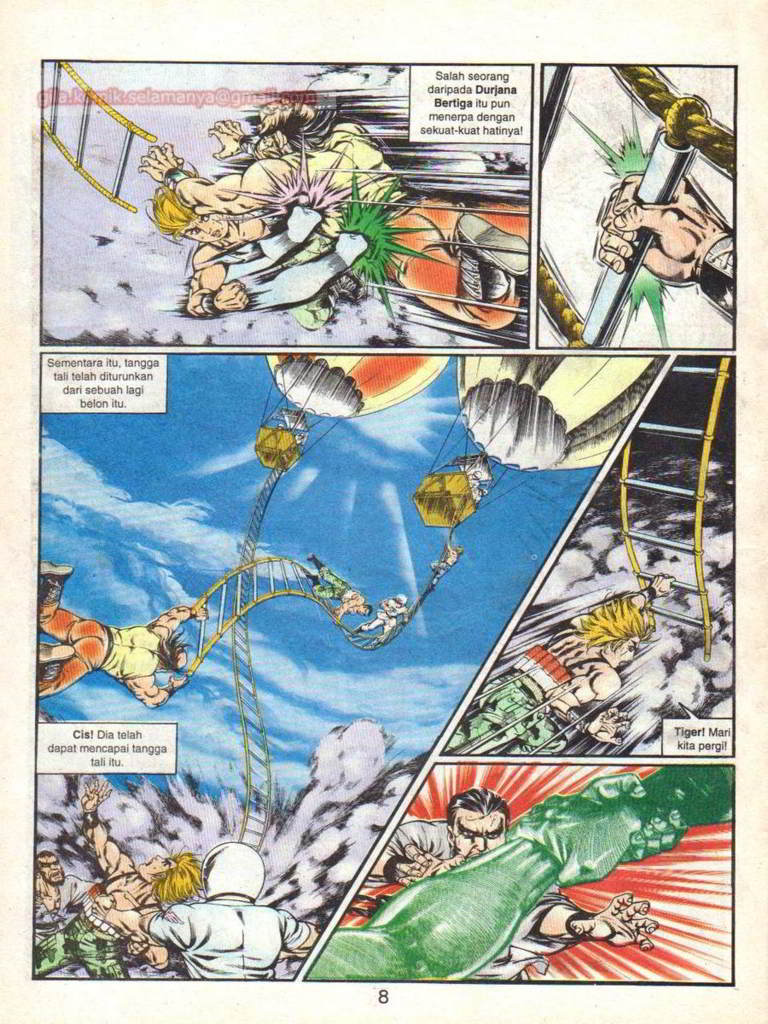 gila.komik.selamanya@gmail.com
Salah seorang
daripada Durjana
Bertiga itu pun
menerpa dengan
sekuat-kuat hatinya!
Sementara itu, tangga
tali telah diturunkan
dari sebuah lagi
belon itu.
Cis! Dia telah
dapat mencapai tangga
tali itu.
Tiger! Mari
kita pergi!
8